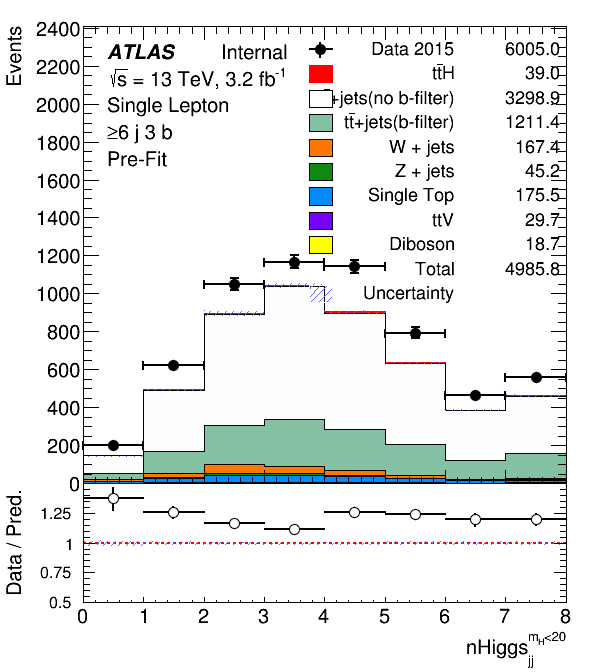 Events
2400
2200
2000
1800
1600
1400
1200
1000
800
600
400
200
0
ATLAS Internal
√s = 13 TeV, 3.2 fb⁻¹
Single Lepton
≥6 j 3 b
Pre-Fit
Data 2015 6005.0
tt̄H 39.0
+jets(no b-filter) 3298.9
tt̄+jets(b-filter) 1211.4
W + jets 167.4
Z + jets 45.2
Single Top 175.5
ttV 29.7
Diboson 18.7
Total 4985.8
Uncertainty
Data / Pred.
1.25
1
0.75
0.5
0 1 2 3 4 5 6 7 8
nHiggs_jj^{m_H<20}